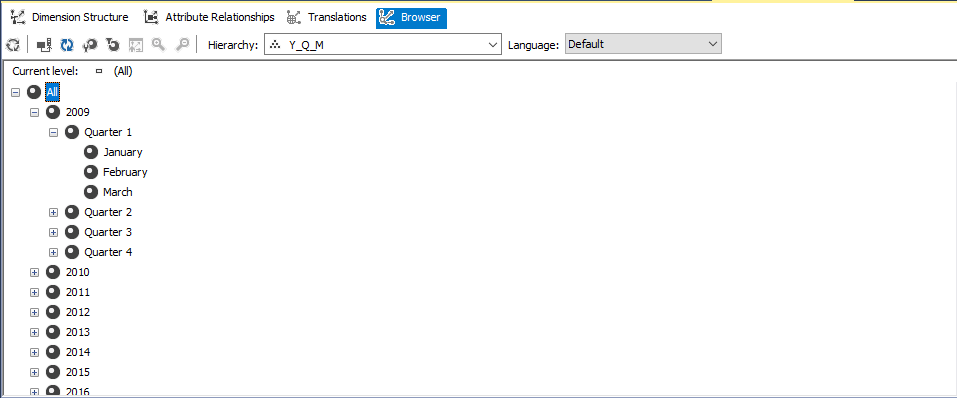 Dimension Structure Attribute Relationships Translations Browser
Hierarchy: Y_Q_M Language: Default
Current level: (All)
All
2009
Quarter 1
January
February
March
Quarter 2
Quarter 3
Quarter 4
2010
2011
2012
2013
2014
2015
2016